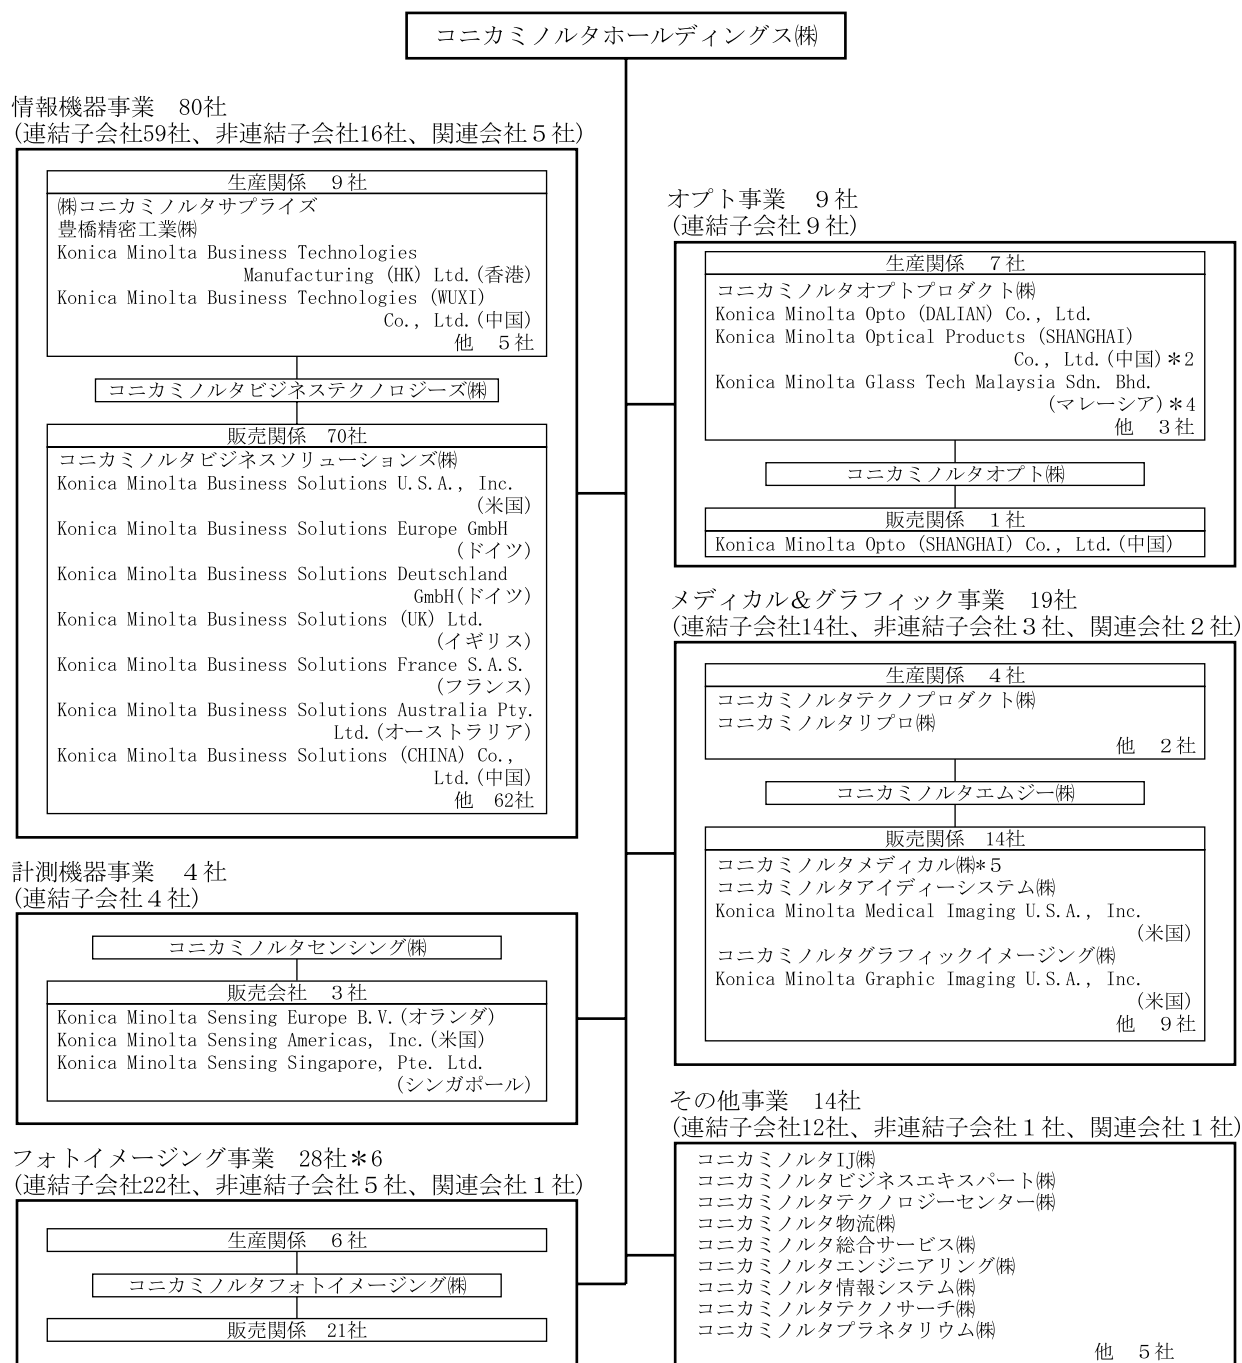 コニカミノルタホールディングス㈱
情報機器事業　80社
(連結子会社59社、非連結子会社16社、関連会社５社)
生産関係　９社
㈱コニカミノルタサプライズ
豊橋精密工業㈱
Konica Minolta Business Technologies
Manufacturing (HK) Ltd.(香港)
Konica Minolta Business Technologies (WUXI)
Co., Ltd.(中国)
他　５社
コニカミノルタビジネステクノロジーズ㈱
販売関係　70社
コニカミノルタビジネスソリューションズ㈱
Konica Minolta Business Solutions U.S.A., Inc.
(米国)
Konica Minolta Business Solutions Europe GmbH
(ドイツ)
Konica Minolta Business Solutions Deutschland
GmbH(ドイツ)
Konica Minolta Business Solutions (UK) Ltd.
(イギリス)
Konica Minolta Business Solutions France S.A.S.
(フランス)
Konica Minolta Business Solutions Australia Pty.
Ltd.(オーストラリア)
Konica Minolta Business Solutions (CHINA) Co.,
Ltd.(中国)
他　62社
計測機器事業　４社
(連結子会社４社)
コニカミノルタセンシング㈱
販売会社　３社
Konica Minolta Sensing Europe B.V.(オランダ)
Konica Minolta Sensing Americas, Inc.(米国)
Konica Minolta Sensing Singapore, Pte. Ltd.
(シンガポール)
フォトイメージング事業　28社＊6
(連結子会社22社、非連結子会社５社、関連会社１社)
生産関係　６社
コニカミノルタフォトイメージング㈱
販売関係　21社
オプト事業　９社
(連結子会社９社)
生産関係　７社
コニカミノルタオプトプロダクト㈱
Konica Minolta Opto (DALIAN) Co., Ltd.
Konica Minolta Optical Products (SHANGHAI)
Co., Ltd.(中国)＊2
Konica Minolta Glass Tech Malaysia Sdn. Bhd.
(マレーシア)＊4
他　３社
コニカミノルタオプト㈱
販売関係　１社
Konica Minolta Opto (SHANGHAI) Co., Ltd.(中国)
メディカル＆グラフィック事業　19社
(連結子会社14社、非連結子会社３社、関連会社２社)
生産関係　４社
コニカミノルタテクノプロダクト㈱
コニカミノルタリプロ㈱
他　２社
コニカミノルタエムジー㈱
販売関係　14社
コニカミノルタメディカル㈱*５
コニカミノルタアイディーシステム㈱
Konica Minolta Medical Imaging U.S.A., Inc.
(米国)
コニカミノルタグラフィックイメージング㈱
Konica Minolta Graphic Imaging U.S.A., Inc.
(米国)
他　９社
その他事業　14社
(連結子会社12社、非連結子会社１社、関連会社１社)
コニカミノルタIJ㈱
コニカミノルタビジネスエキスパート㈱
コニカミノルタテクノロジーセンター㈱
コニカミノルタ物流㈱
コニカミノルタ総合サービス㈱
コニカミノルタエンジニアリング㈱
コニカミノルタ情報システム㈱
コニカミノルタテクノサーチ㈱
コニカミノルタプラネタリウム㈱
他　５社